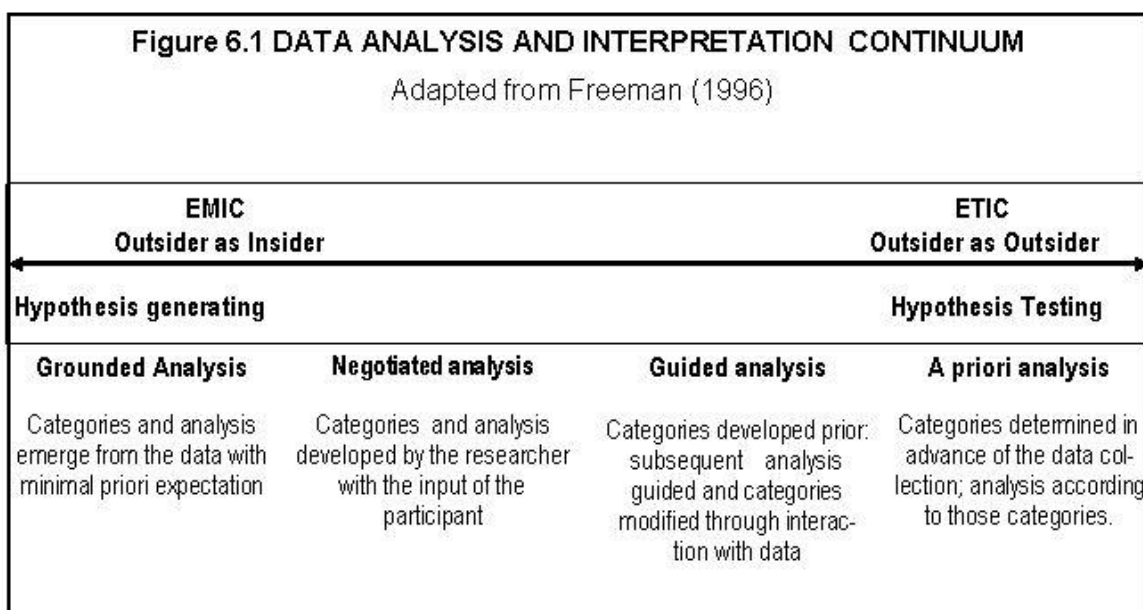 Figure 6.1 DATA ANALYSIS AND INTERPRETATION CONTINUUM
Adapted from Freeman (1996)
EMIC
Outsider as Insider
ETIC
Outsider as Outsider
Hypothesis generating
Hypothesis Testing
Grounded Analysis
Categories and analysis
emerge from the data with
minimal priori expectation
Negotiated analysis
Categories and analysis
developed by the researcher
with the input of the
participant
Guided analysis
Categories developed prior:
subsequent analysis
guided and categories
modified through interac-
tion with data
A priori analysis
Categories determined in
advance of the data col-
lection; analysis according
to those categories.